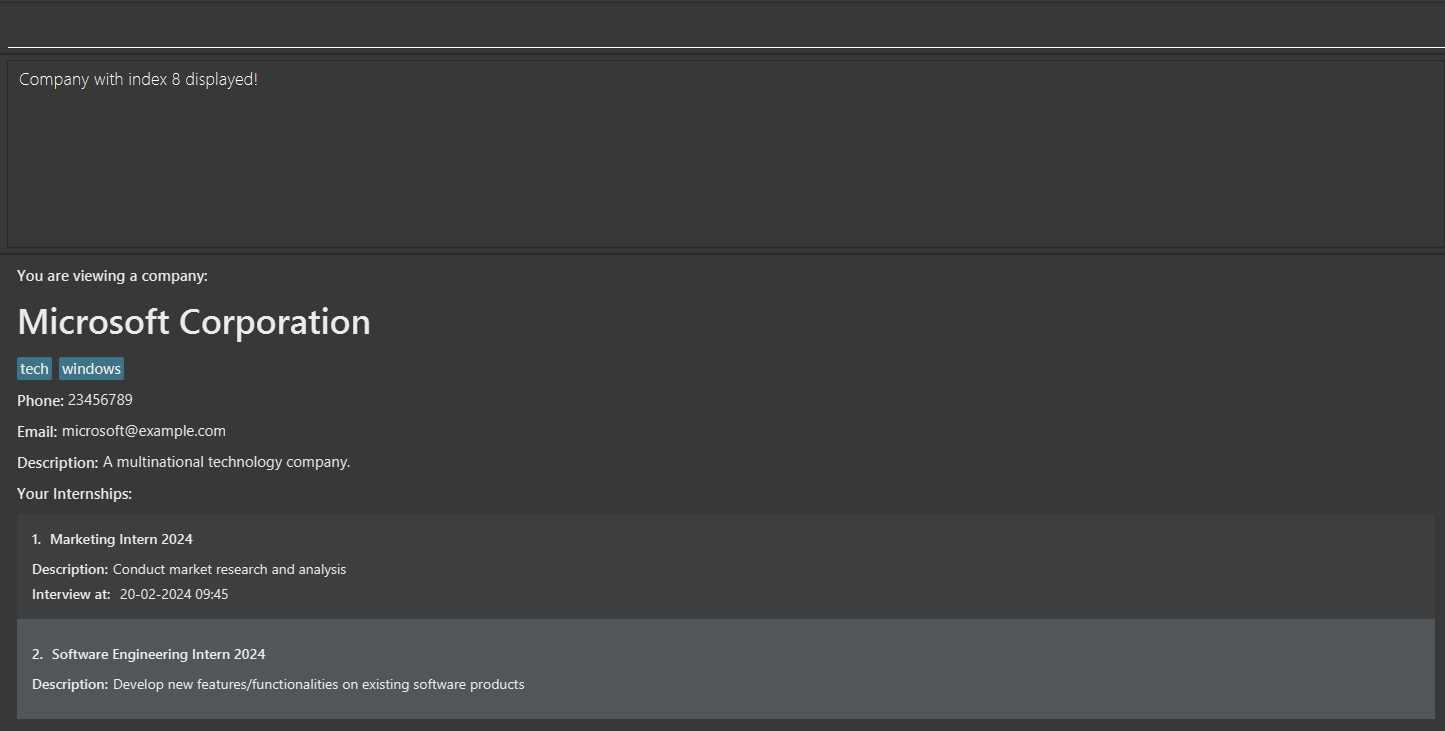 Company with index 8 displayed!
You are viewing a company:
Microsoft Corporation
tech windows
Phone: 23456789
Email: microsoft@example.com
Description: A multinational technology company.
Your Internships:
1. Marketing Intern 2024
Description: Conduct market research and analysis
Interview at: 20-02-2024 09:45
2. Software Engineering Intern 2024
Description: Develop new features/functionalities on existing software products